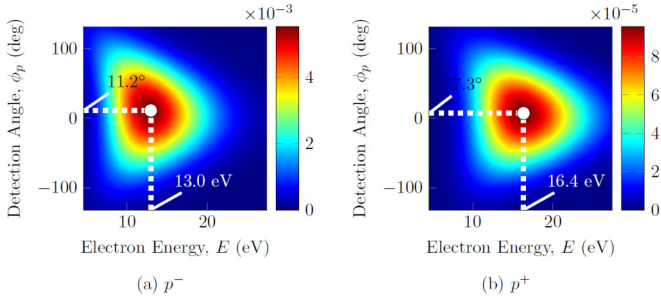 ×10⁻³
×10⁻⁵
Detection Angle, ϕₚ (deg)
100
0
−100
11.2°
13.0 eV
10
20
Electron Energy, E (eV)
4
2
0
(a) p⁻
Detection Angle, ϕₚ (deg)
100
0
−100
7.3°
16.4 eV
10
20
Electron Energy, E (eV)
8
6
4
2
0
(b) p⁺